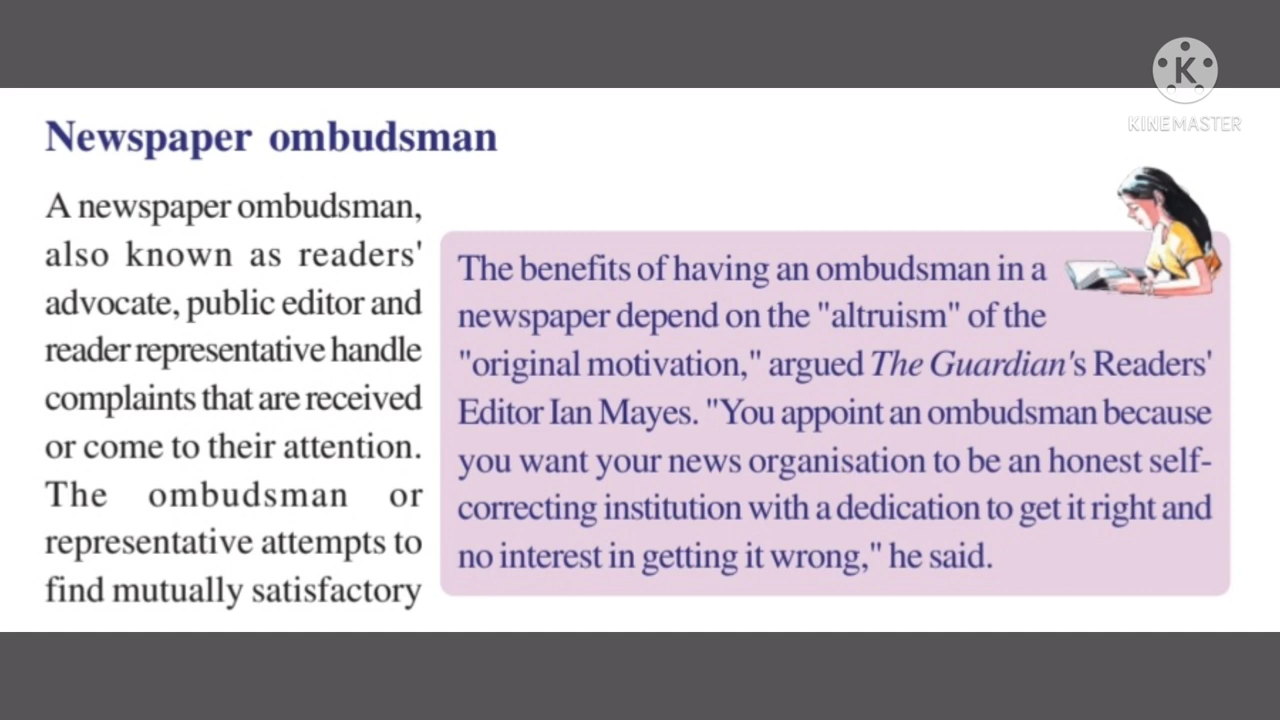 KINEMASTER
Newspaper ombudsman
A newspaper ombudsman,
also known as readers'
advocate, public editor and
reader representative handle
complaints that are received
or come to their attention.
The ombudsman or
representative attempts to
find mutually satisfactory
The benefits of having an ombudsman in a
newspaper depend on the "altruism" of the
"original motivation," argued The Guardian's Readers'
Editor Ian Mayes. "You appoint an ombudsman because
you want your news organisation to be an honest self-
correcting institution with a dedication to get it right and
no interest in getting it wrong," he said.